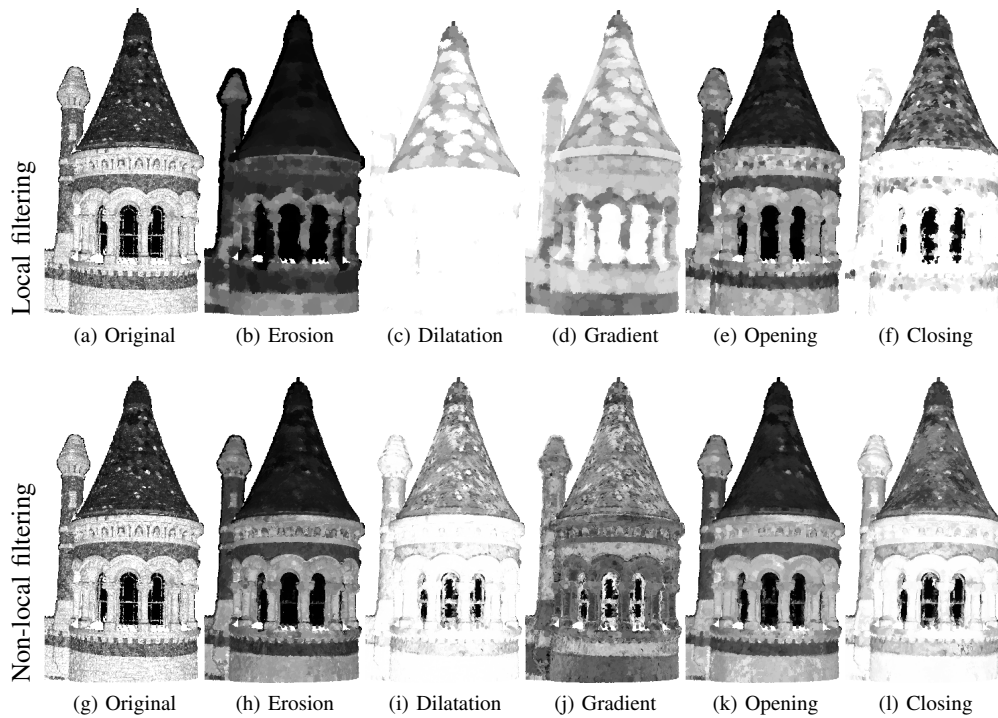 Local filtering
(a) Original
(b) Erosion
(c) Dilatation
(d) Gradient
(e) Opening
(f) Closing
Non-local filtering
(g) Original
(h) Erosion
(i) Dilatation
(j) Gradient
(k) Opening
(l) Closing